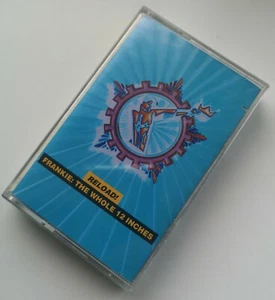 RELOAD!
FRANKIE: THE WHOLE 12 INCHES